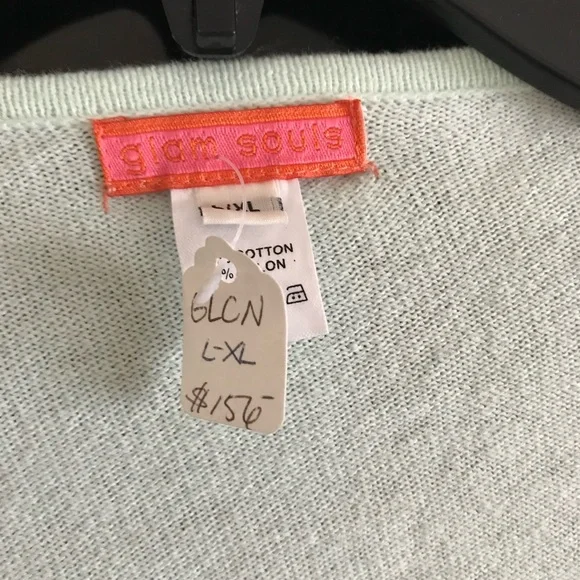 glam souls
L/XL
COTTON
%
GLCN
L-XL
$156